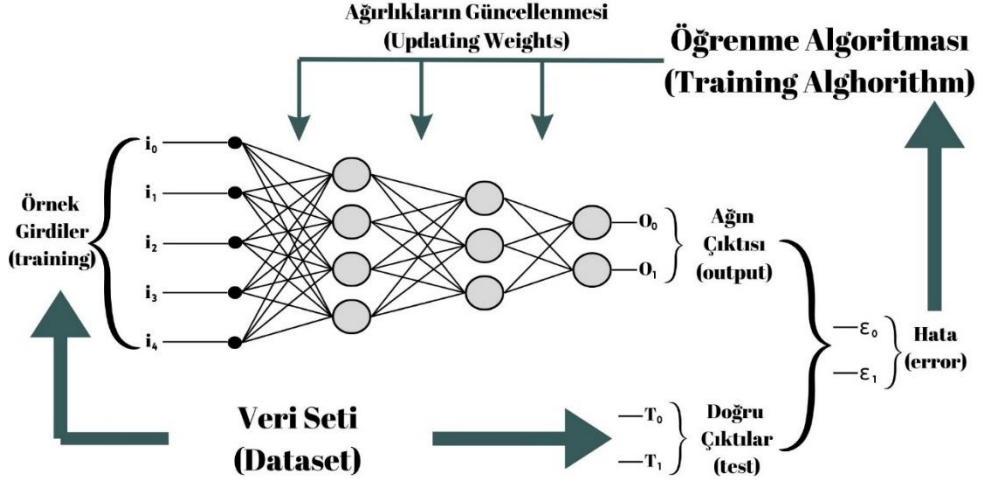 Ağırlıkların Güncellenmesi
(Updating Weights)
Öğrenme Algoritması
(Training Alghorithm)
Örnek
Girdiler
(training)
i₀
i₁
i₂
i₃
i₄
O₀
O₁
Ağın
Çıktısı
(output)
ε₀
ε₁
Hata
(error)
Veri Seti
(Dataset)
T₀
T₁
Doğru
Çıktılar
(test)